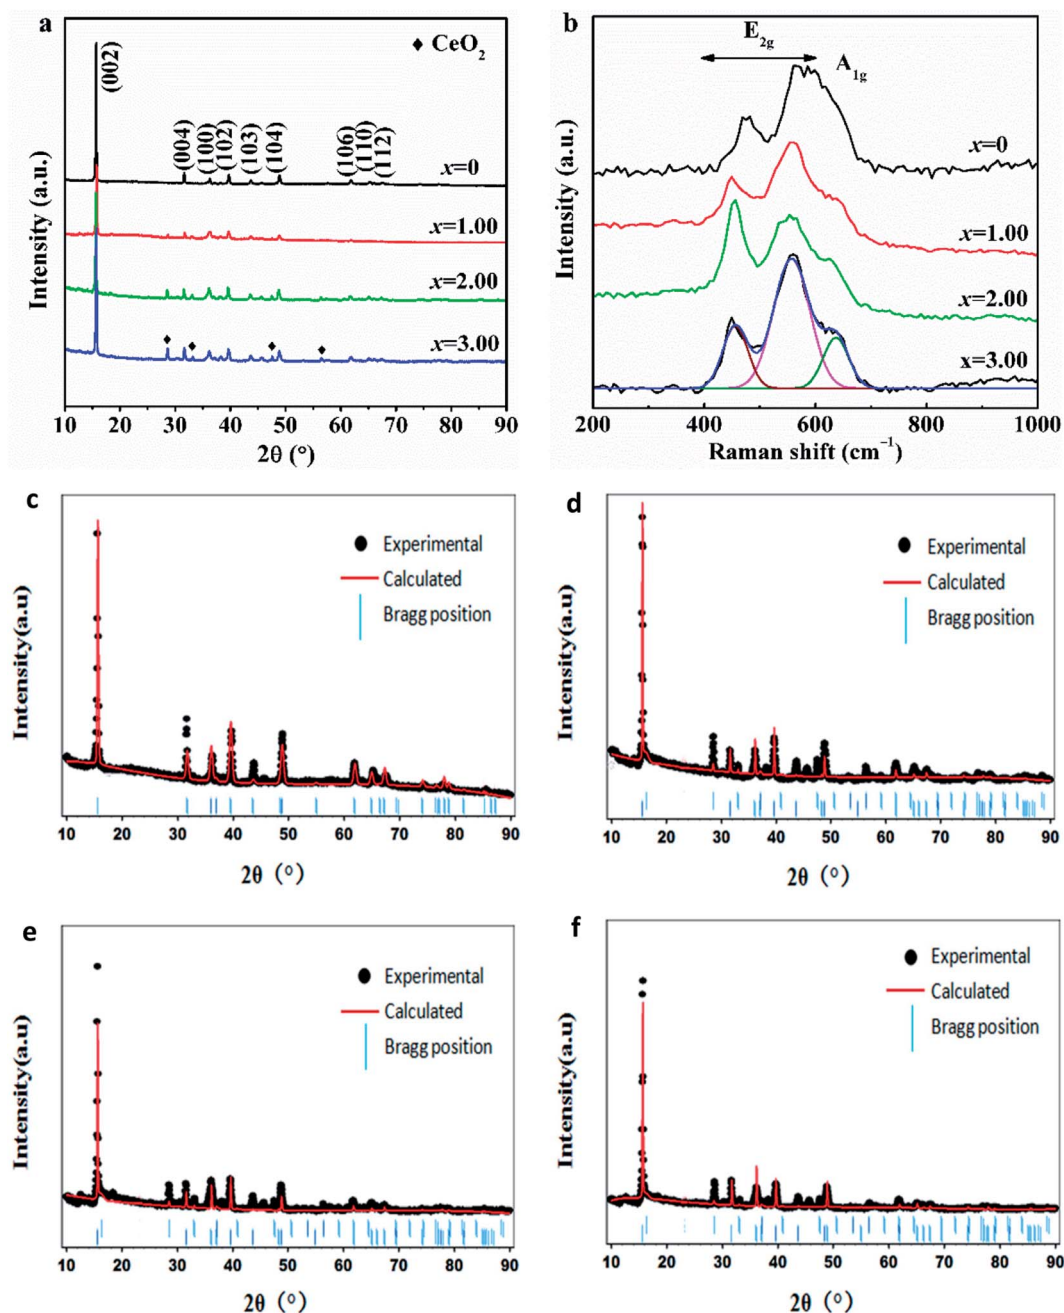 a
◆ CeO2
(002)
(004)
(100)
(102)
(103)
(104)
(106)
(110)
(112)
x=0
x=1.00
x=2.00
x=3.00
Intensity (a.u.)
10 20 30 40 50 60 70 80 90
2θ (°)
b
E2g
A1g
x=0
x=1.00
x=2.00
x=3.00
Intensity (a.u.)
200 400 600 800 1000
Raman shift (cm−1)
c
Experimental
Calculated
Bragg position
Intensity(a.u)
10 20 30 40 50 60 70 80 90
2θ (°)
d
Experimental
Calculated
Bragg position
Intensity(a.u)
10 20 30 40 50 60 70 80 90
2θ (°)
e
Experimental
Calculated
Bragg position
Intensity(a.u)
10 20 30 40 50 60 70 80 90
2θ (°)
f
Experimental
Calculated
Bragg position
Intensity(a.u)
10 20 30 40 50 60 70 80 90
2θ (°)